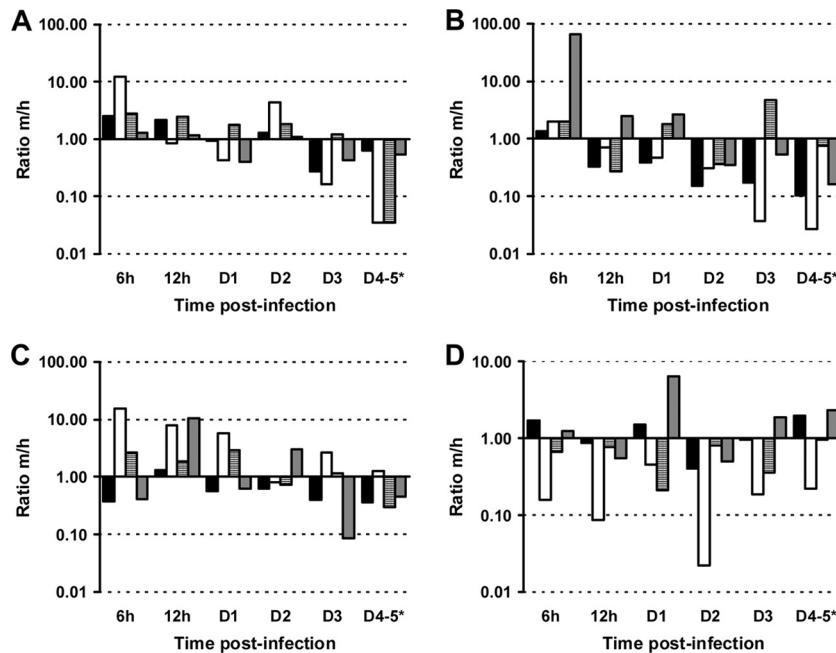 A
Ratio m/h
100.00
10.00
1.00
0.10
0.01
6h 12h D1 D2 D3 D4-5*
Time post-infection
B
Ratio m/h
100.00
10.00
1.00
0.10
0.01
6h 12h D1 D2 D3 D4-5*
Time post-infection
C
Ratio m/h
100.00
10.00
1.00
0.10
0.01
6h 12h D1 D2 D3 D4-5*
Time post-infection
D
Ratio m/h
10.00
1.00
0.10
0.01
6h 12h D1 D2 D3 D4-5*
Time post-infection